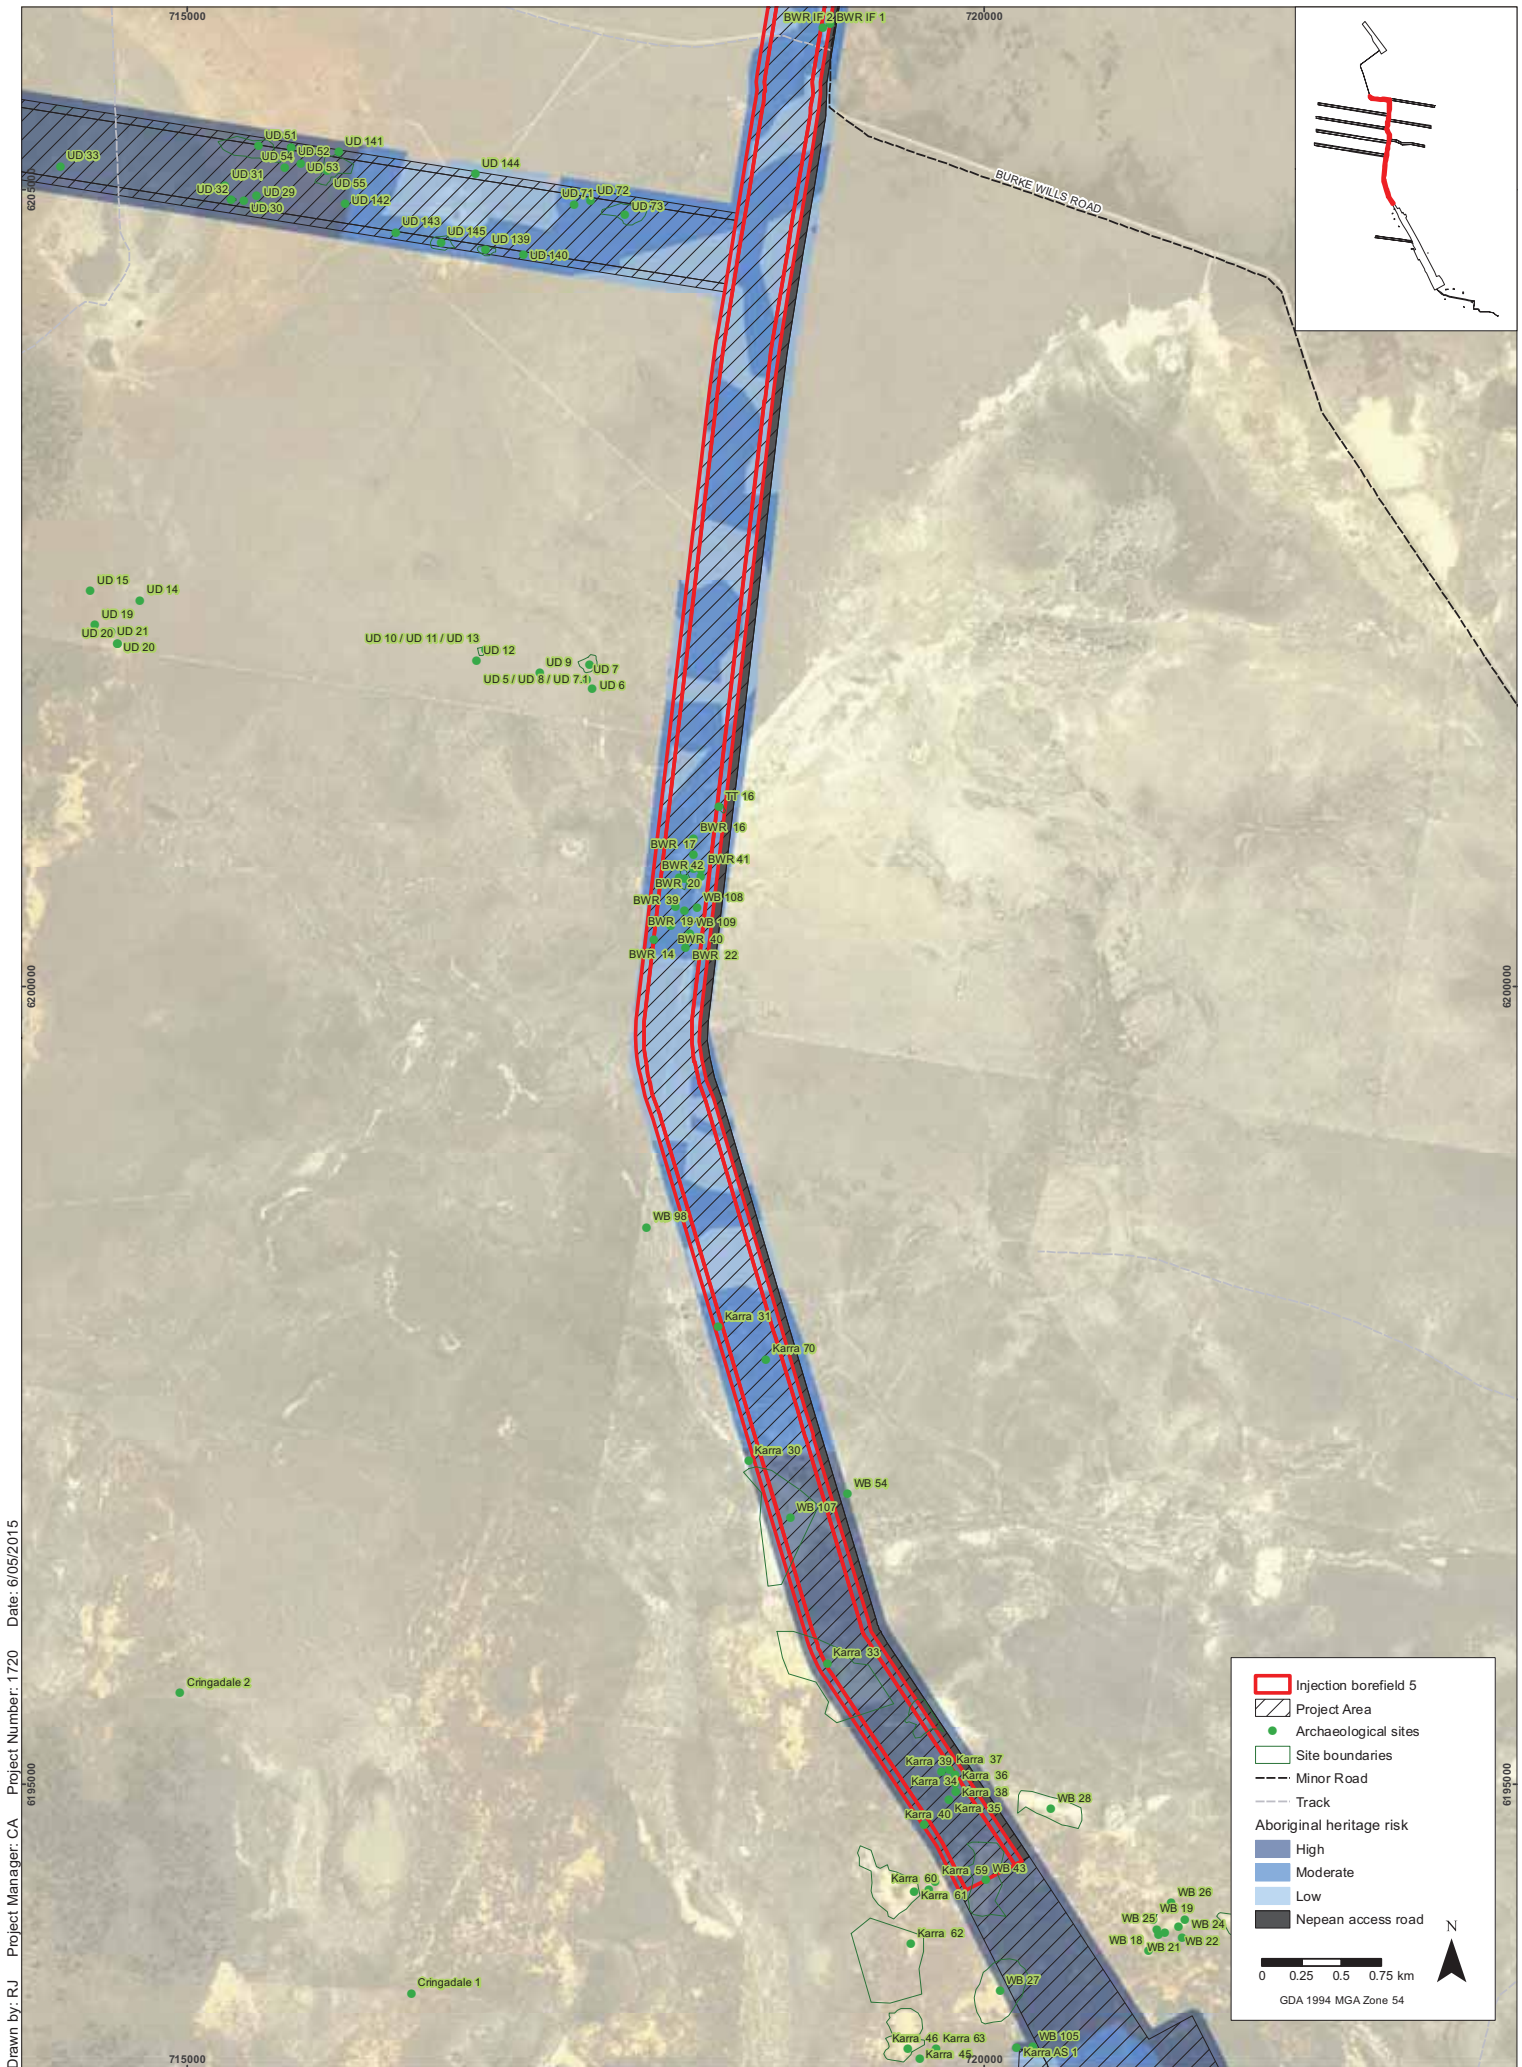 715000
720000
BWR IF 2
BWR IF 1
BURKE WILLS ROAD
6205000
UD 33
UD 51
UD 52
UD 141
UD 54
UD 53
UD 31
UD 55
UD 32
UD 29
UD 30
UD 142
UD 144
UD 143
UD 145
UD 139
UD 140
UD 71
UD 72
UD 73
UD 15
UD 14
UD 19
UD 20
UD 21
UD 20
UD 10 / UD 11 / UD 13
UD 12
UD 9
UD 7
UD 5 / UD 8 / UD 7.1
UD 6
TT 16
BWR 16
BWR 17
BWR 41
BWR 42
BWR 20
BWR 39
WB 108
BWR 19
WB 109
BWR 40
BWR 14
BWR 22
6200000
6200000
WB 98
Karra 31
Karra 70
Karra 30
WB 54
WB 107
Karra 33
Cringadale 2
Karra 39
Karra 37
Karra 34
Karra 36
Karra 38
Karra 35
Karra 40
WB 28
Karra 59
WB 43
Karra 60
Karra 61
Karra 62
WB 26
WB 19
WB 25
WB 24
WB 18
WB 21
WB 22
Cringadale 1
WB 27
Karra 46
Karra 63
Karra 45
WB 105
Karra AS 1
6195000
6195000
715000
720000
Injection borefield 5
Project Area
Archaeological sites
Site boundaries
Minor Road
Track
Aboriginal heritage risk
High
Moderate
Low
Nepean access road
N
0 0.25 0.5 0.75 km
GDA 1994 MGA Zone 54
Drawn by: RJ Project Manager: CA Project Number: 1720 Date: 6/05/2015